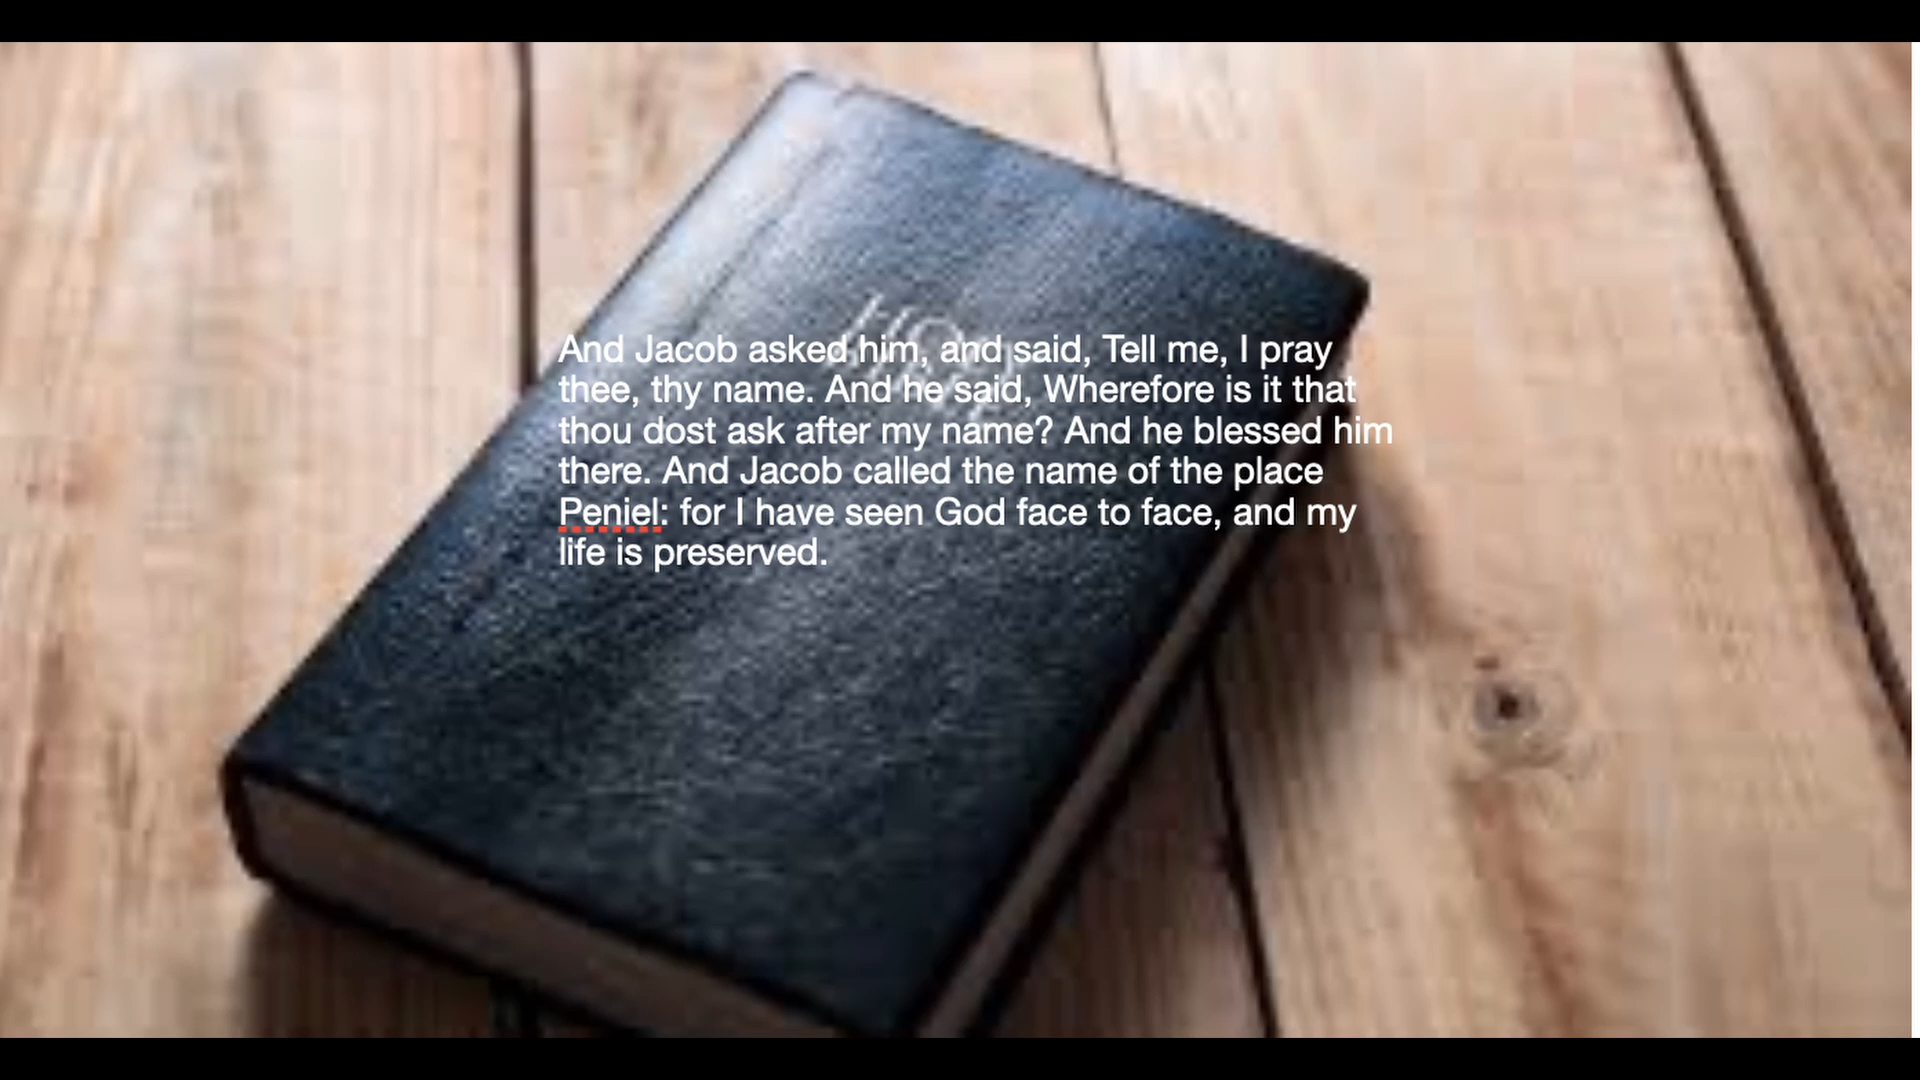 And Jacob asked him, and said, Tell me, I pray
thee, thy name. And he said, Wherefore is it that
thou dost ask after my name? And he blessed him
there. And Jacob called the name of the place
Peniel: for I have seen God face to face, and my
life is preserved.